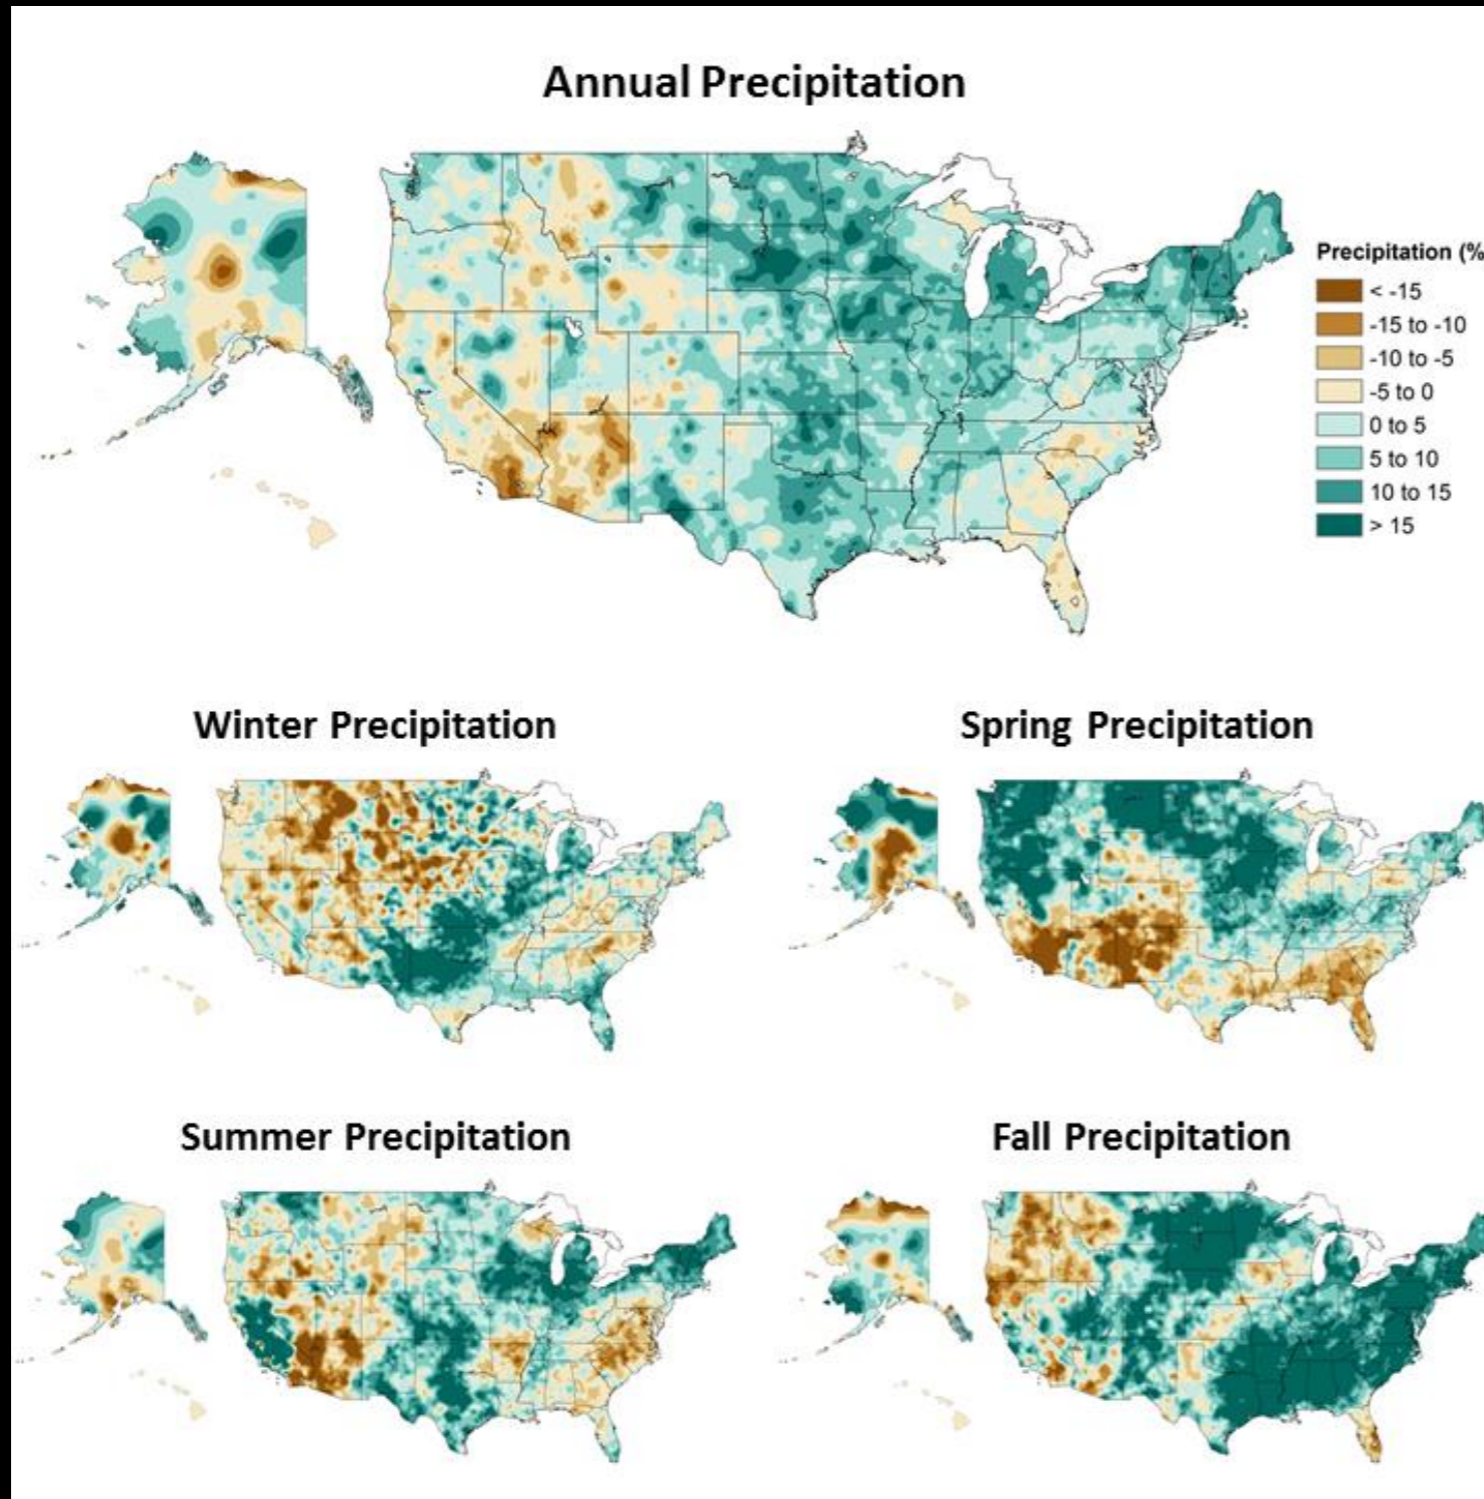 Annual Precipitation
Precipitation (%
< -15
-15 to -10
-10 to -5
-5 to 0
0 to 5
5 to 10
10 to 15
> 15
Winter Precipitation
Spring Precipitation
Summer Precipitation
Fall Precipitation